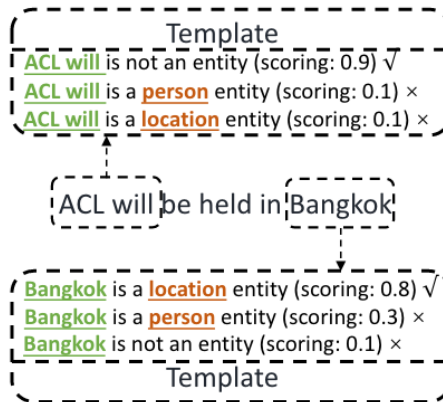 Template
ACL will is not an entity (scoring: 0.9) √
ACL will is a person entity (scoring: 0.1) ×
ACL will is a location entity (scoring: 0.1) ×
ACL will be held in Bangkok
Bangkok is a location entity (scoring: 0.8) √
Bangkok is a person entity (scoring: 0.3) ×
Bangkok is not an entity (scoring: 0.1) ×
Template